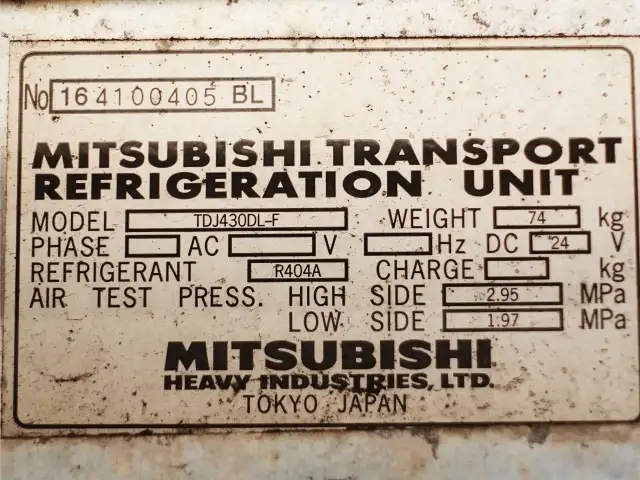 No 164100405 BL
MITSUBISHI TRANSPORT
REFRIGERATION UNIT
MODEL TDJ430DL-F WEIGHT 74 kg
PHASE AC V Hz DC 24 V
REFRIGERANT R404A CHARGE kg
AIR TEST PRESS. HIGH SIDE 2.95 MPa
LOW SIDE 1.97 MPa
MITSUBISHI
HEAVY INDUSTRIES, LTD.
TOKYO JAPAN